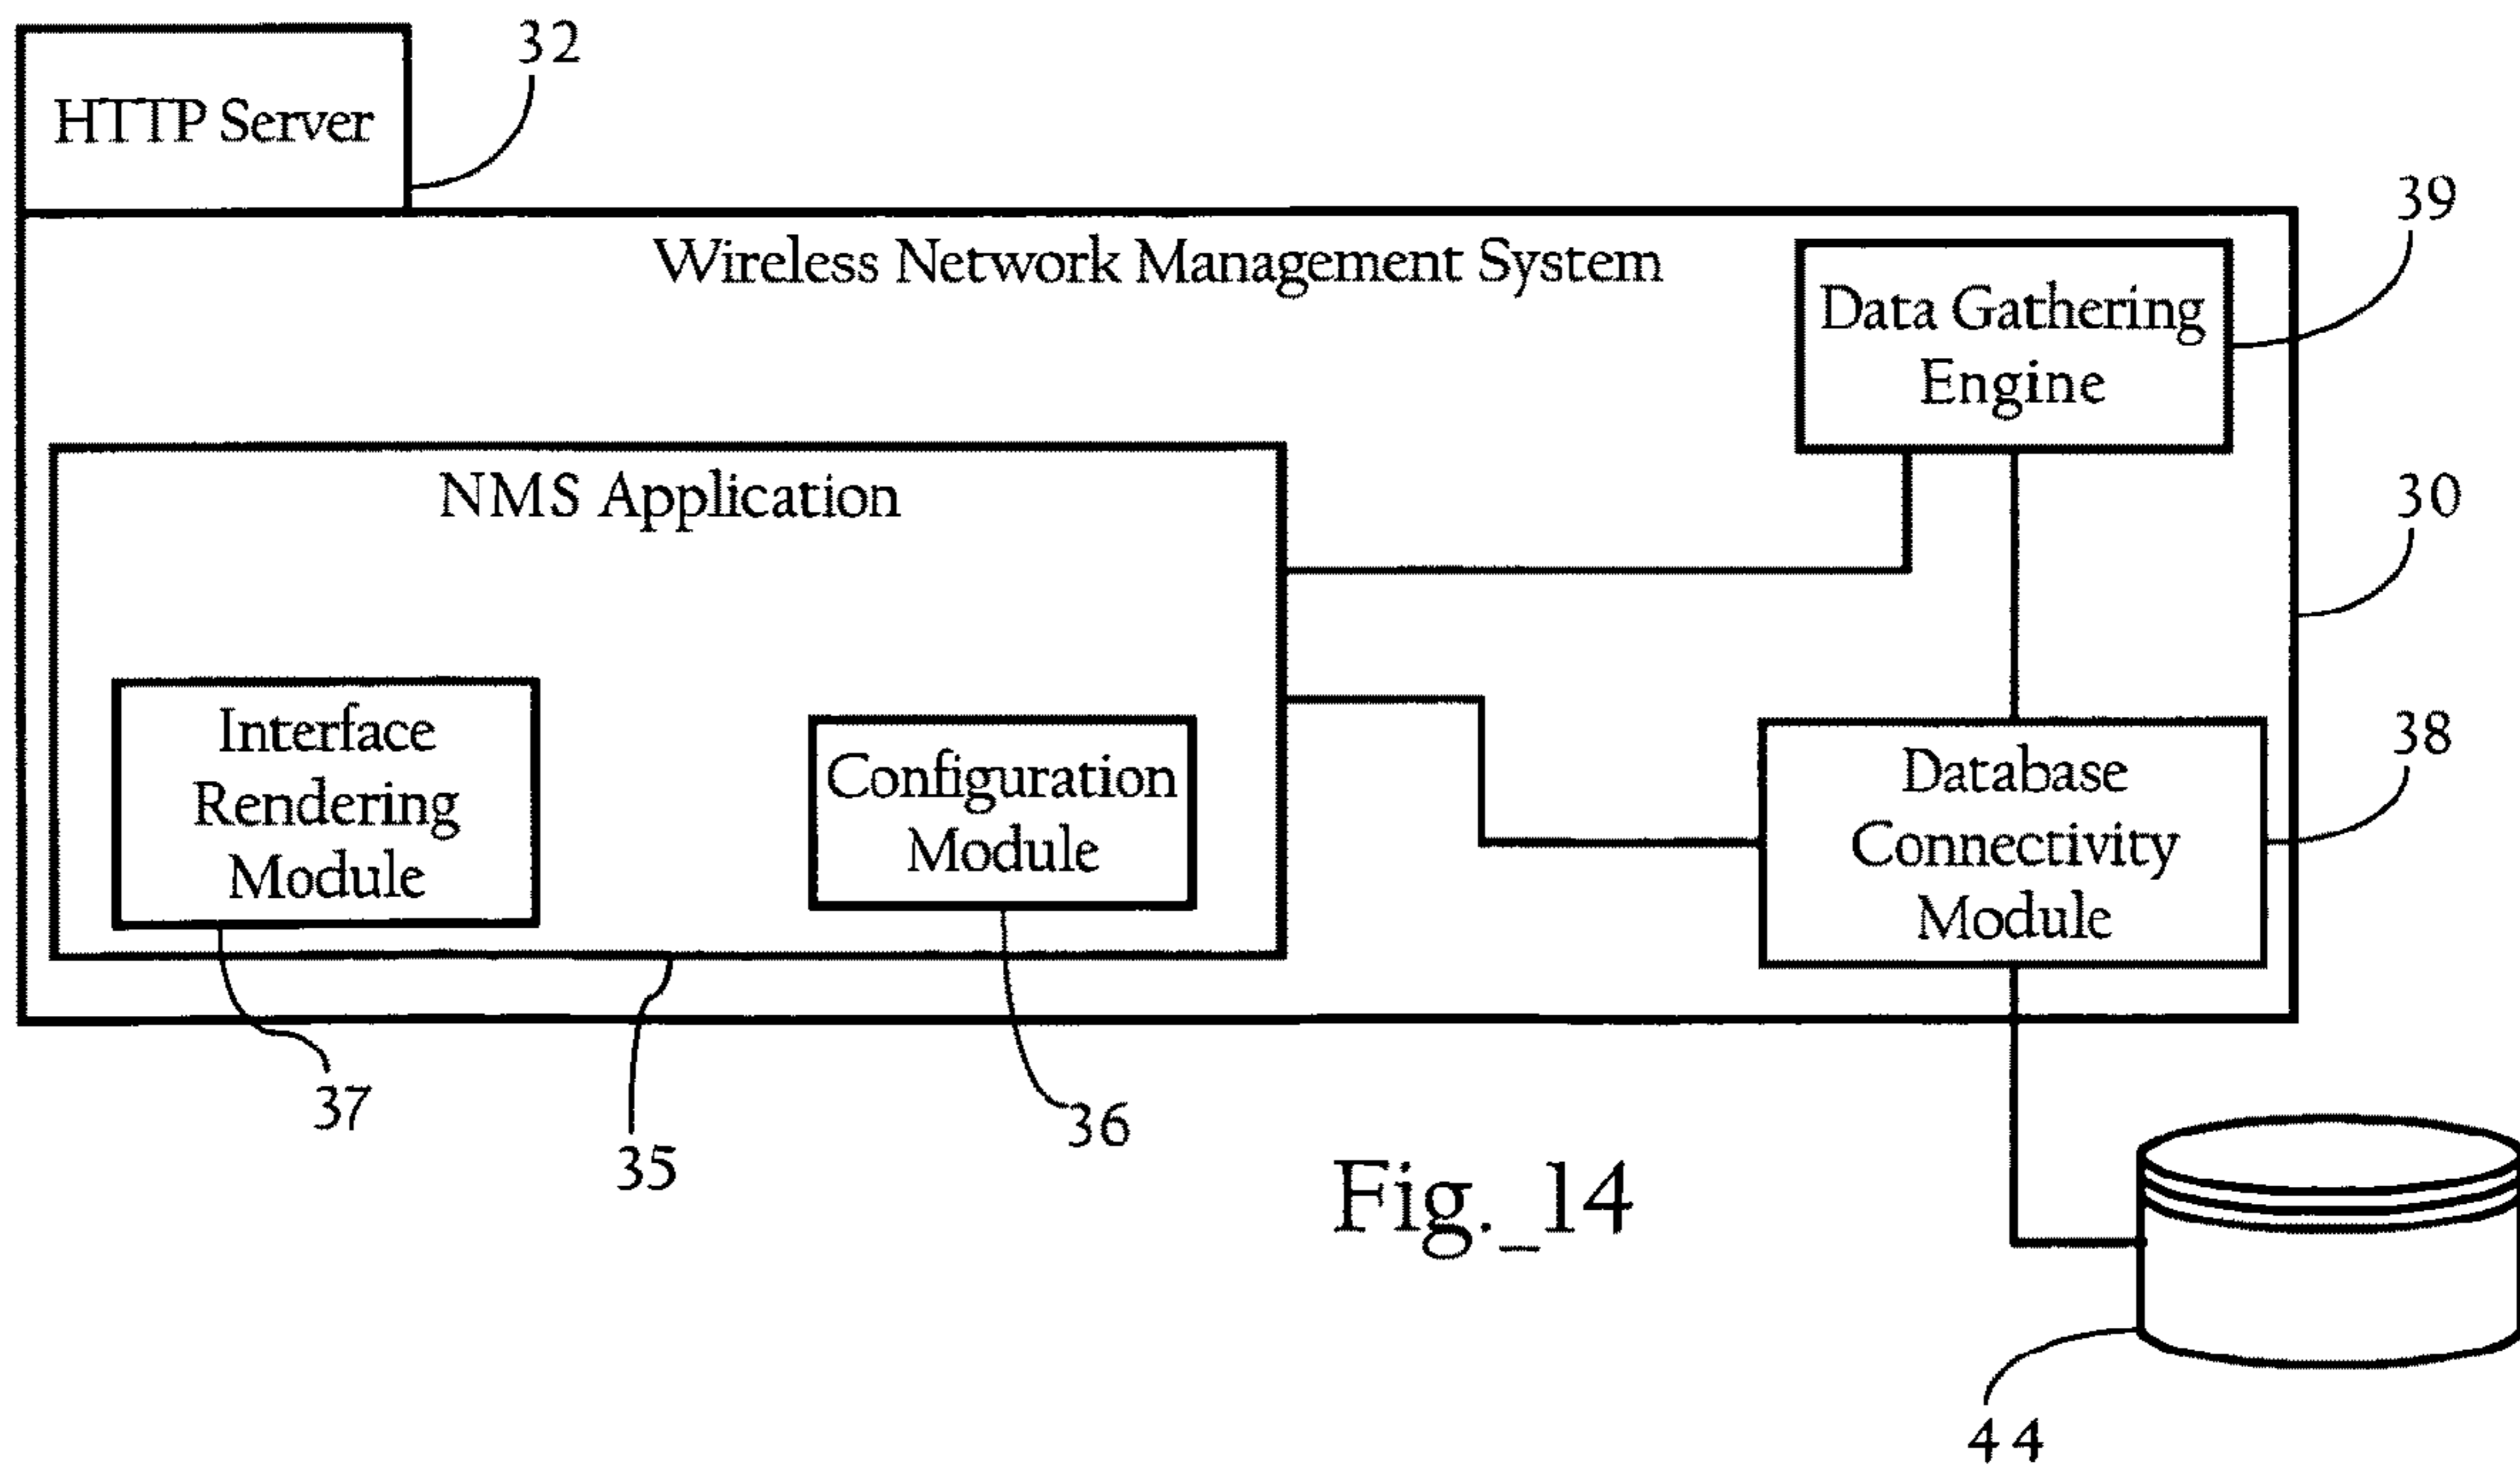 32
HTTP Server
39
Wireless Network Management System
Data Gathering
Engine
30
NMS Application
Interface
Rendering
Module
Configuration
Module
38
Database
Connectivity
Module
37
35
36
Fig._14
44